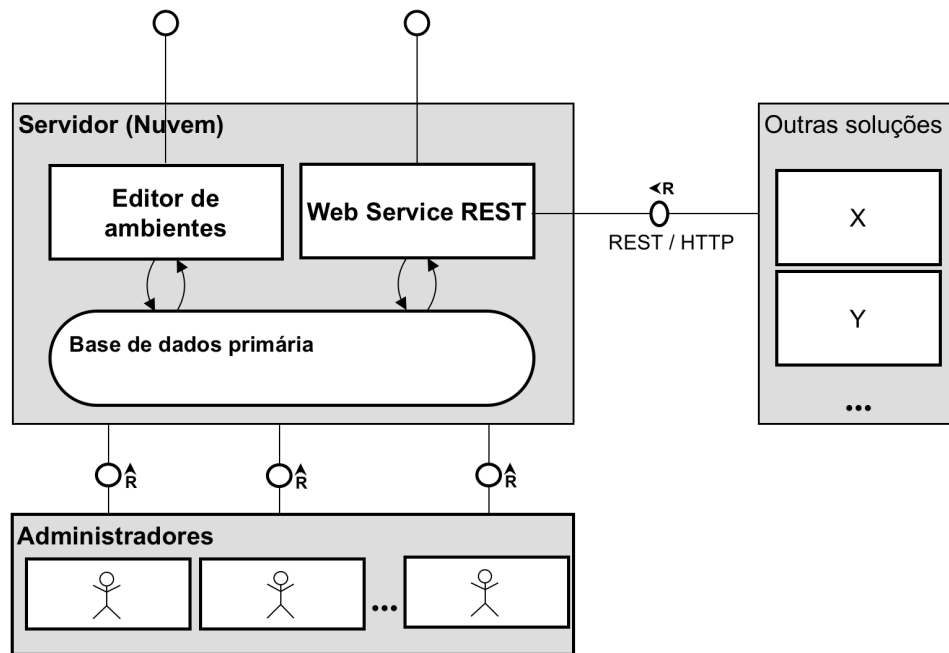 Servidor (Nuvem)
Editor de
ambientes
Web Service REST
Base de dados primária
R
REST / HTTP
Outras soluções
X
Y
...
R
R
R
Administradores
...